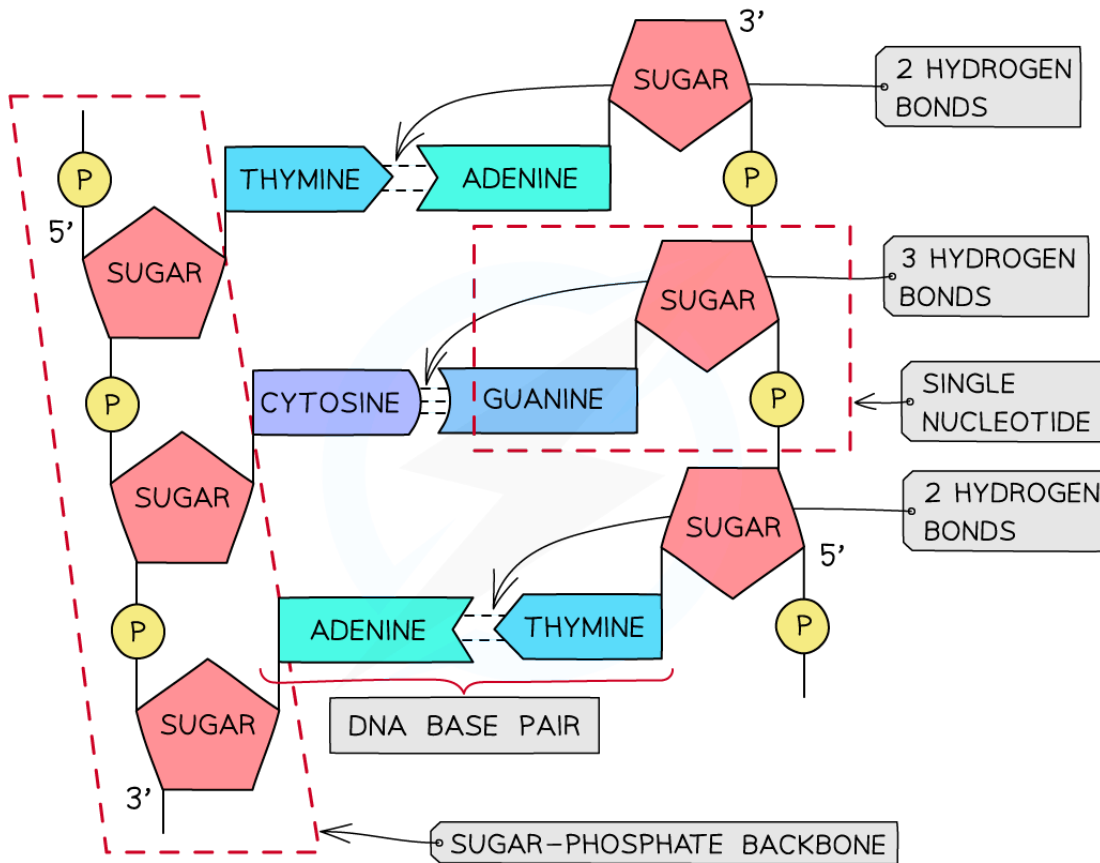 3’
SUGAR
2 HYDROGEN
BONDS
P
THYMINE
ADENINE
P
5’
SUGAR
SUGAR
3 HYDROGEN
BONDS
P
CYTOSINE
GUANINE
P
SINGLE
NUCLEOTIDE
SUGAR
SUGAR
2 HYDROGEN
BONDS
5’
P
ADENINE
THYMINE
P
SUGAR
DNA BASE PAIR
3’
SUGAR-PHOSPHATE BACKBONE